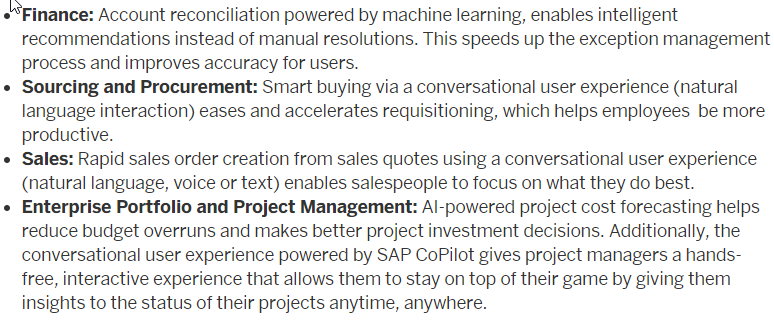 • Finance: Account reconciliation powered by machine learning, enables intelligent
recommendations instead of manual resolutions. This speeds up the exception management
process and improves accuracy for users.
• Sourcing and Procurement: Smart buying via a conversational user experience (natural
language interaction) eases and accelerates requisitioning, which helps employees  be more
productive.
• Sales: Rapid sales order creation from sales quotes using a conversational user experience
(natural language, voice or text) enables salespeople to focus on what they do best.
• Enterprise Portfolio and Project Management: AI-powered project cost forecasting helps
reduce budget overruns and makes better project investment decisions. Additionally, the
conversational user experience powered by SAP CoPilot gives project managers a hands-
free, interactive experience that allows them to stay on top of their game by giving them
insights to the status of their projects anytime, anywhere.